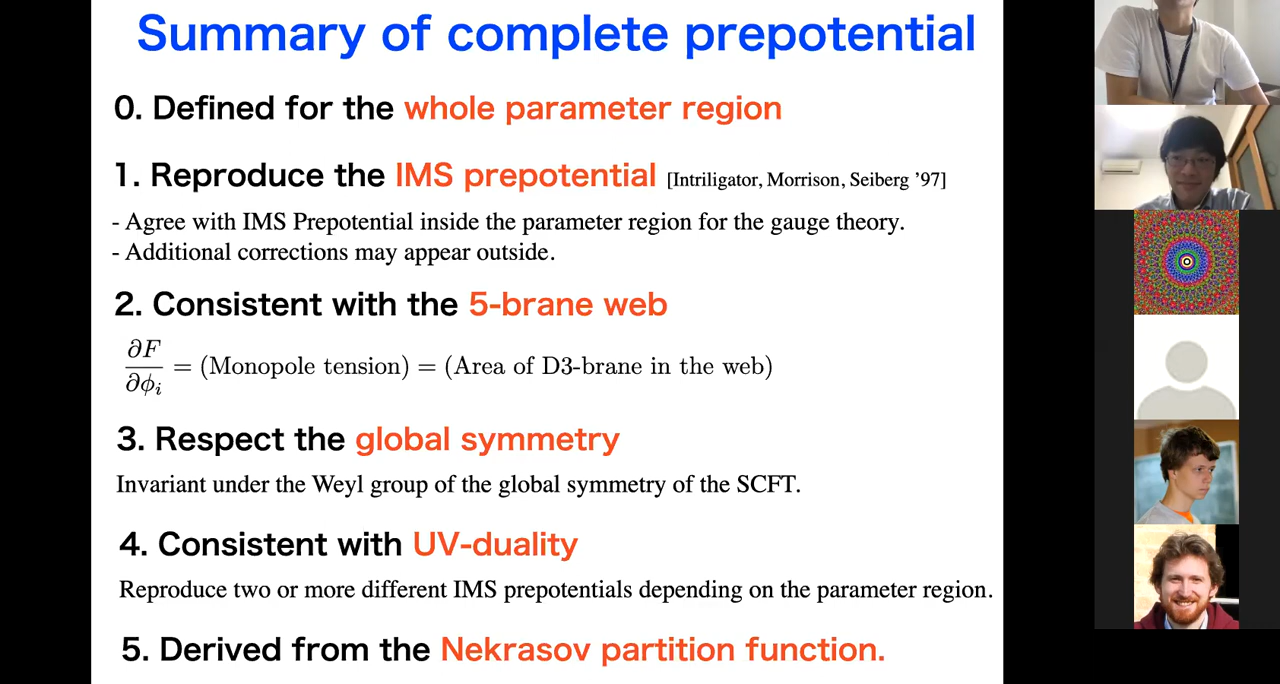 Summary of complete prepotential
0. Defined for the whole parameter region
1. Reproduce the IMS prepotential [Intriligator, Morrison, Seiberg '97]
- Agree with IMS Prepotential inside the parameter region for the gauge theory.
- Additional corrections may appear outside.
2. Consistent with the 5-brane web
∂F/∂ϕᵢ = (Monopole tension) = (Area of D3-brane in the web)
3. Respect the global symmetry
Invariant under the Weyl group of the global symmetry of the SCFT.
4. Consistent with UV-duality
Reproduce two or more different IMS prepotentials depending on the parameter region.
5. Derived from the Nekrasov partition function.